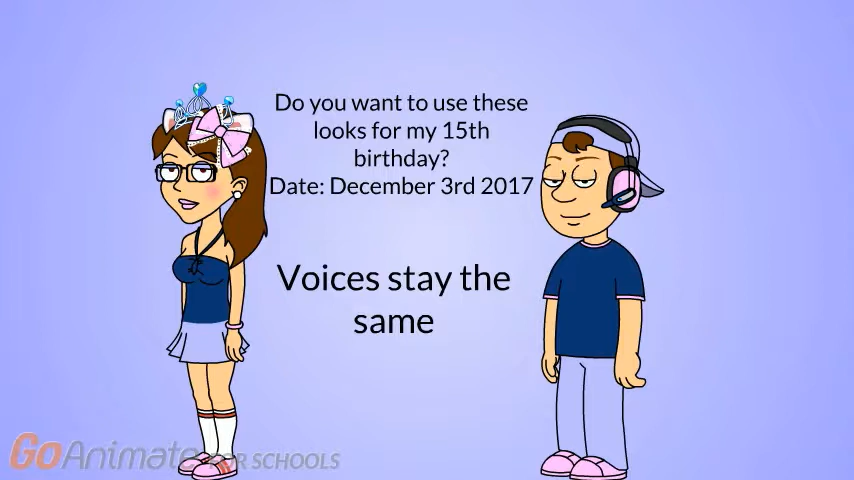 Do you want to use these
looks for my 15th
birthday?
Date: December 3rd 2017
Voices stay the
same
GoAnimate FOR SCHOOLS